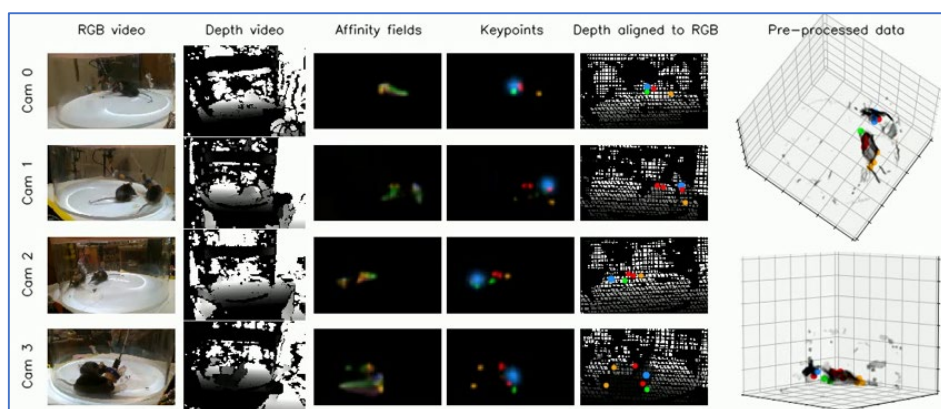 RGB video
Depth video
Affinity fields
Keypoints
Depth aligned to RGB
Pre-processed data
Cam 0
Cam 1
Cam 2
Cam 3